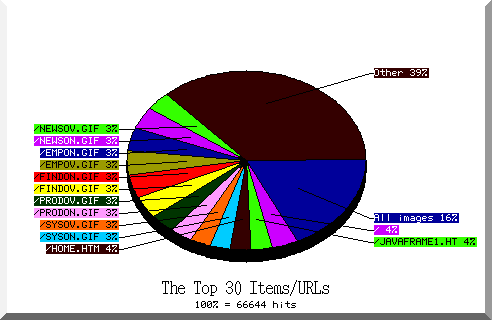 Other 39%
/NEWSOV.GIF 3%
/NEWSON.GIF 3%
/EMPON.GIF 3%
/EMPOV.GIF 3%
/FINDON.GIF 3%
/FINDOV.GIF 3%
/PRODOV.GIF 3%
/PRODON.GIF 3%
/SYSOV.GIF 3%
/SYSON.GIF 3%
/HOME.HTM 4%
All images 16%
/ 4%
/JAVAFRAME1.HT 4%
The Top 30 Items/URLs
100% = 66644 hits